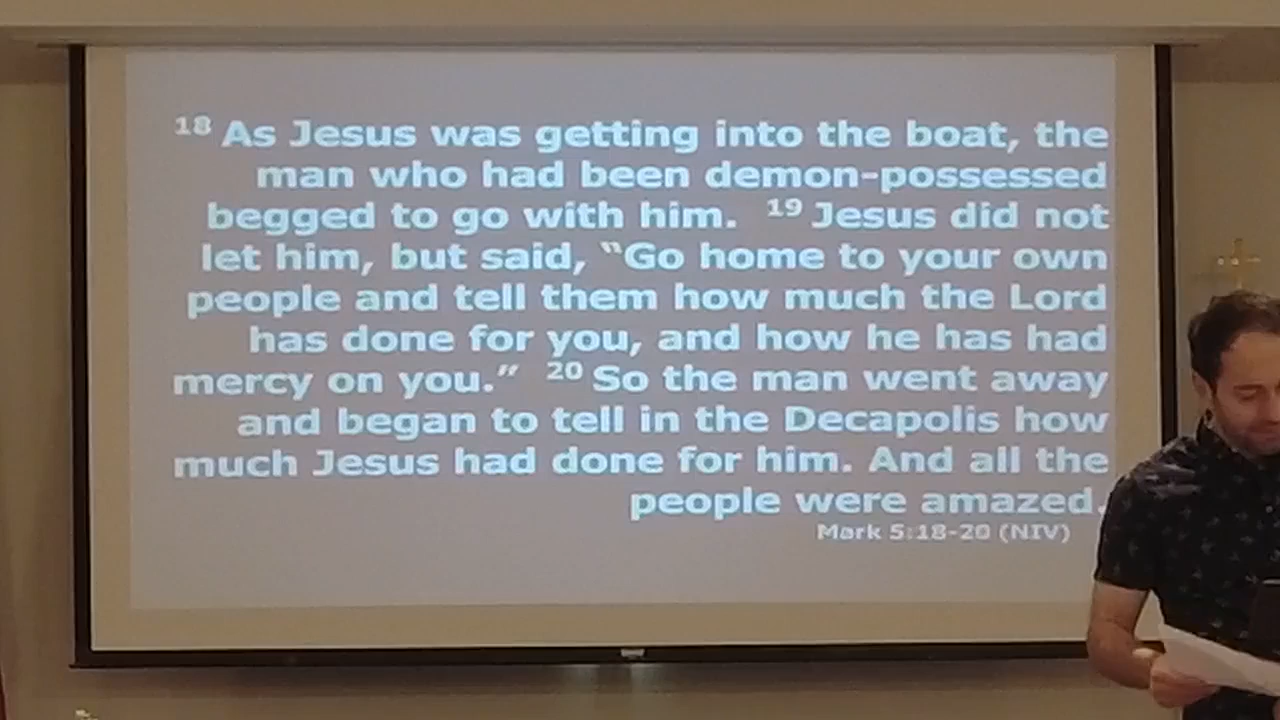 18 As Jesus was getting into the boat, the
man who had been demon-possessed
begged to go with him. 19 Jesus did not
let him, but said, “Go home to your own
people and tell them how much the Lord
has done for you, and how he has had
mercy on you.” 20 So the man went away
and began to tell in the Decapolis how
much Jesus had done for him. And all the
people were amazed.
Mark 5:18-20 (NIV)